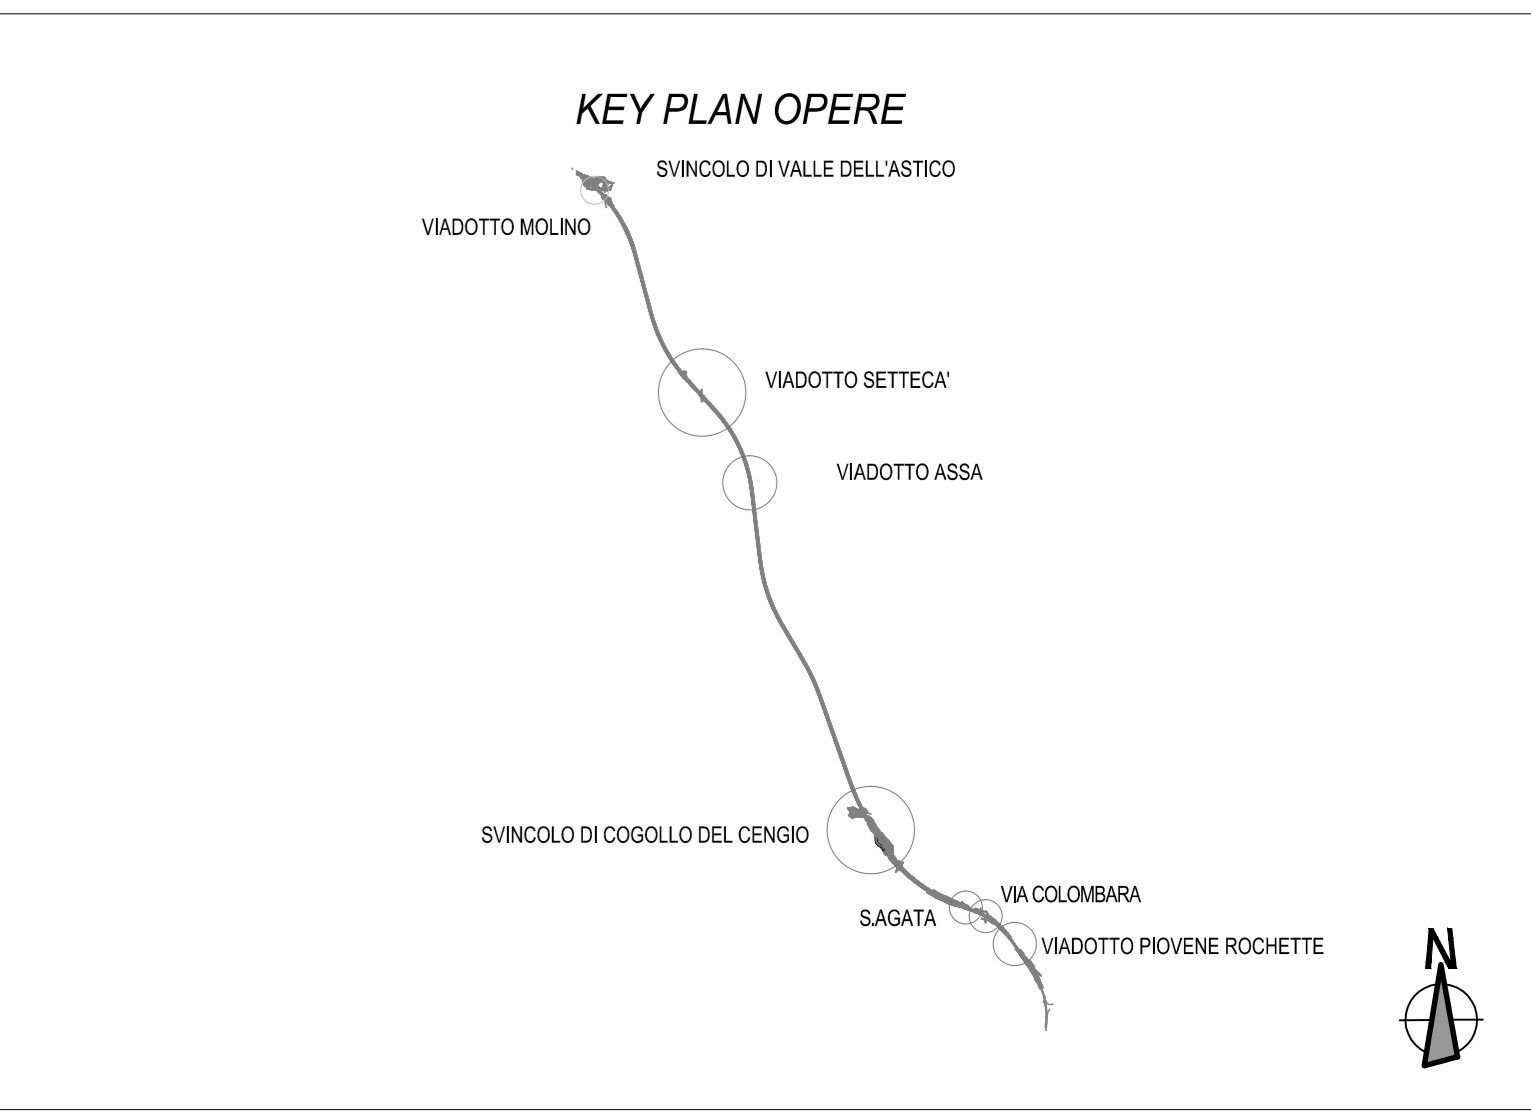 KEY PLAN OPERE
SVINCOLO DI VALLE DELL'ASTICO
VIADOTTO MOLINO
VIADOTTO SETTECA'
VIADOTTO ASSA
SVINCOLO DI COGOLLO DEL CENGIO
VIA COLOMBARA
S.AGATA
VIADOTTO PIOVENE ROCHETTE
N